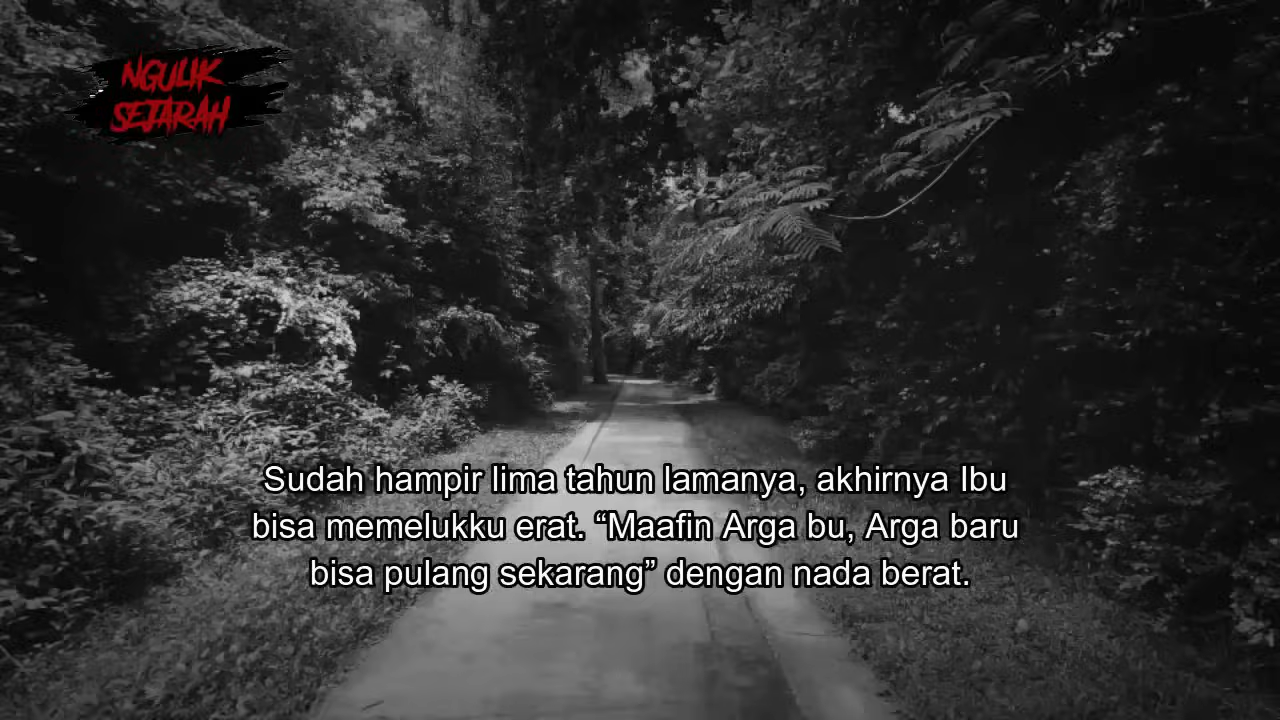 NGULIK
SEJARAH
Sudah hampir lima tahun lamanya, akhirnya Ibu
bisa memelukku erat. “Maafin Arga bu, Arga baru
bisa pulang sekarang” dengan nada berat.